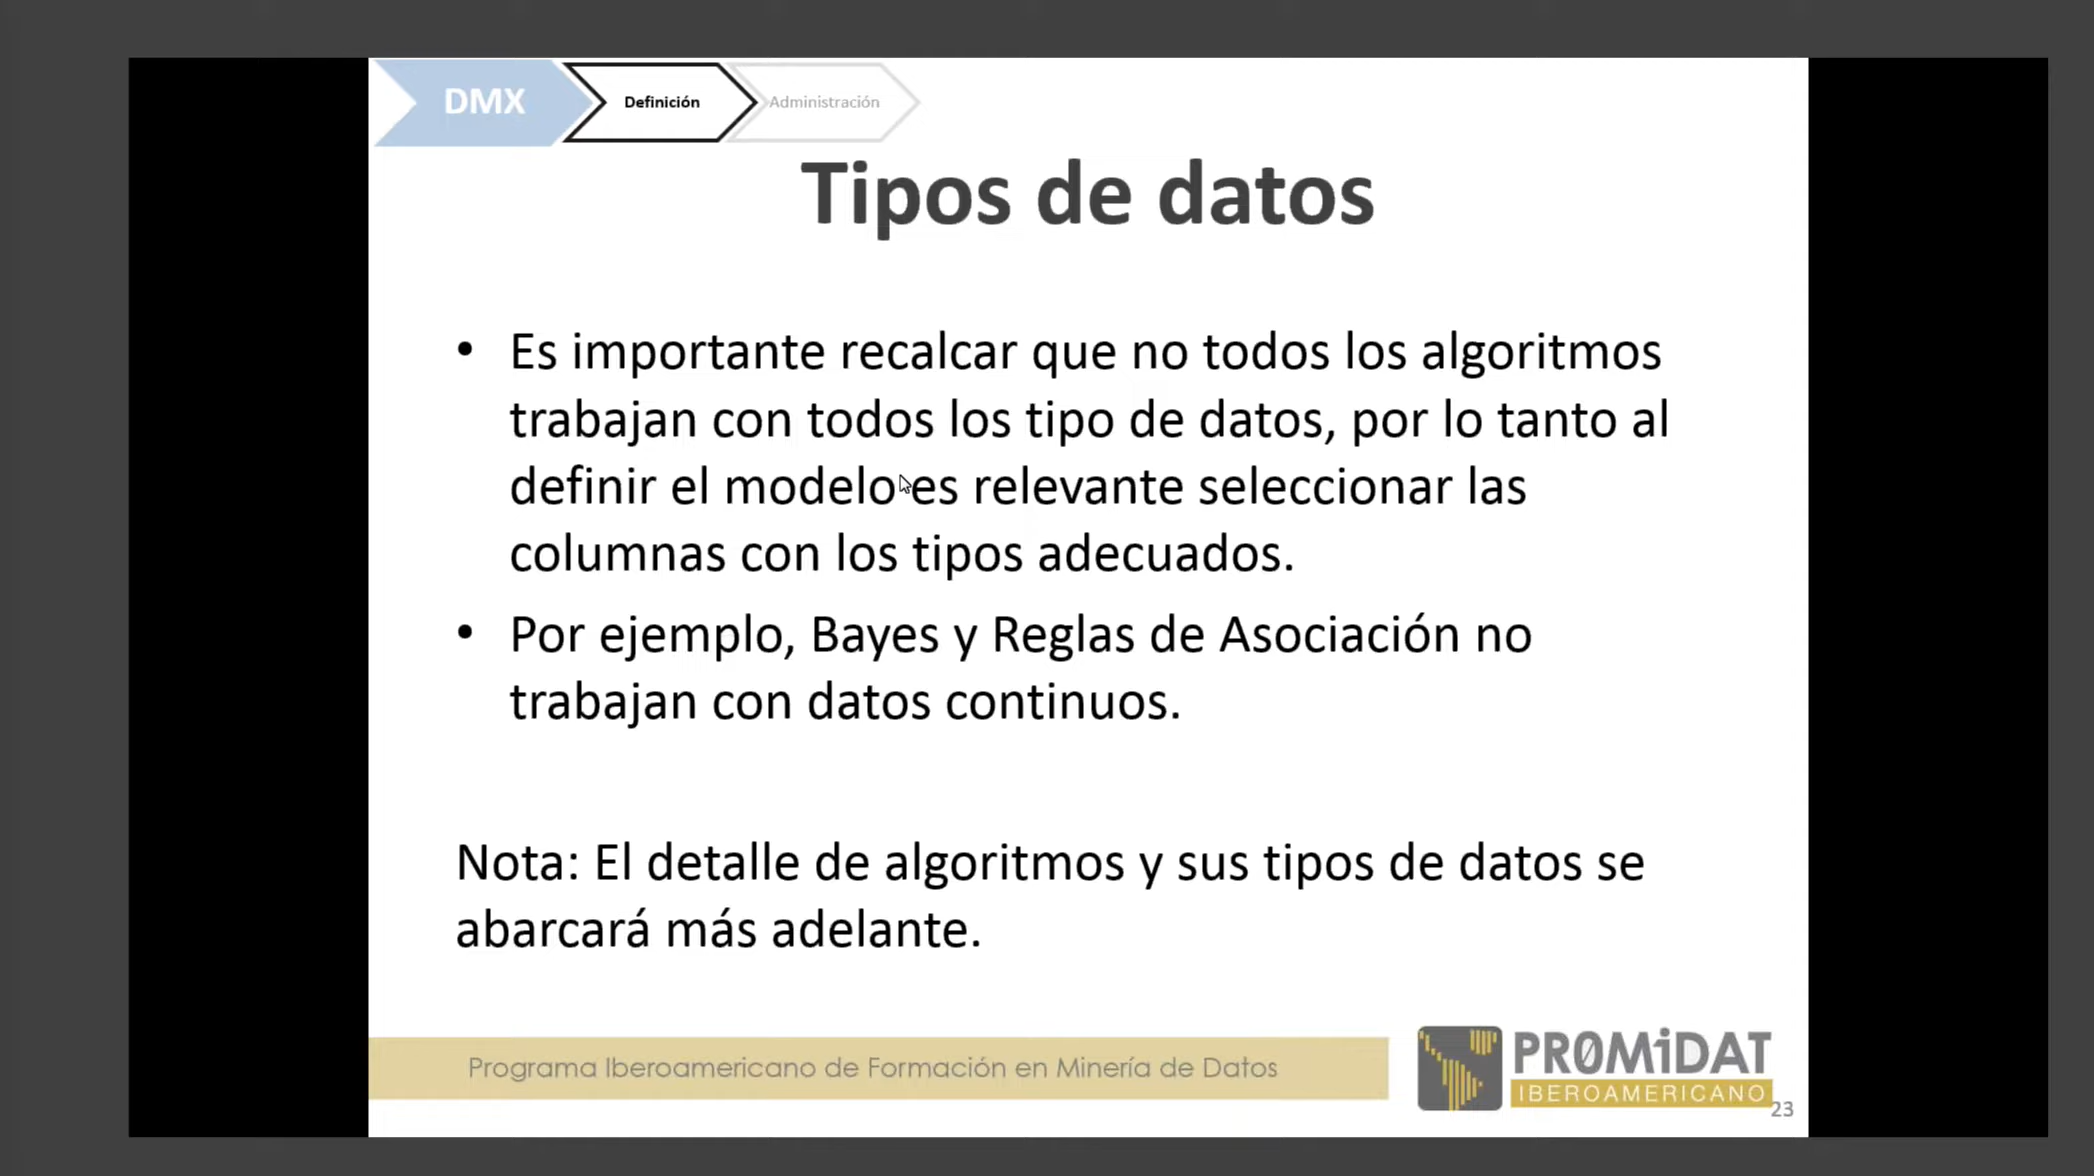 DMX
Definición
Administración
Tipos de datos
• Es importante recalcar que no todos los algoritmos
trabajan con todos los tipo de datos, por lo tanto al
definir el modelo es relevante seleccionar las
columnas con los tipos adecuados.
• Por ejemplo, Bayes y Reglas de Asociación no
trabajan con datos continuos.
Nota: El detalle de algoritmos y sus tipos de datos se
abarcará más adelante.
Programa Iberoamericano de Formación en Minería de Datos
PR0MiDAT
IBEROAMERICANO
23